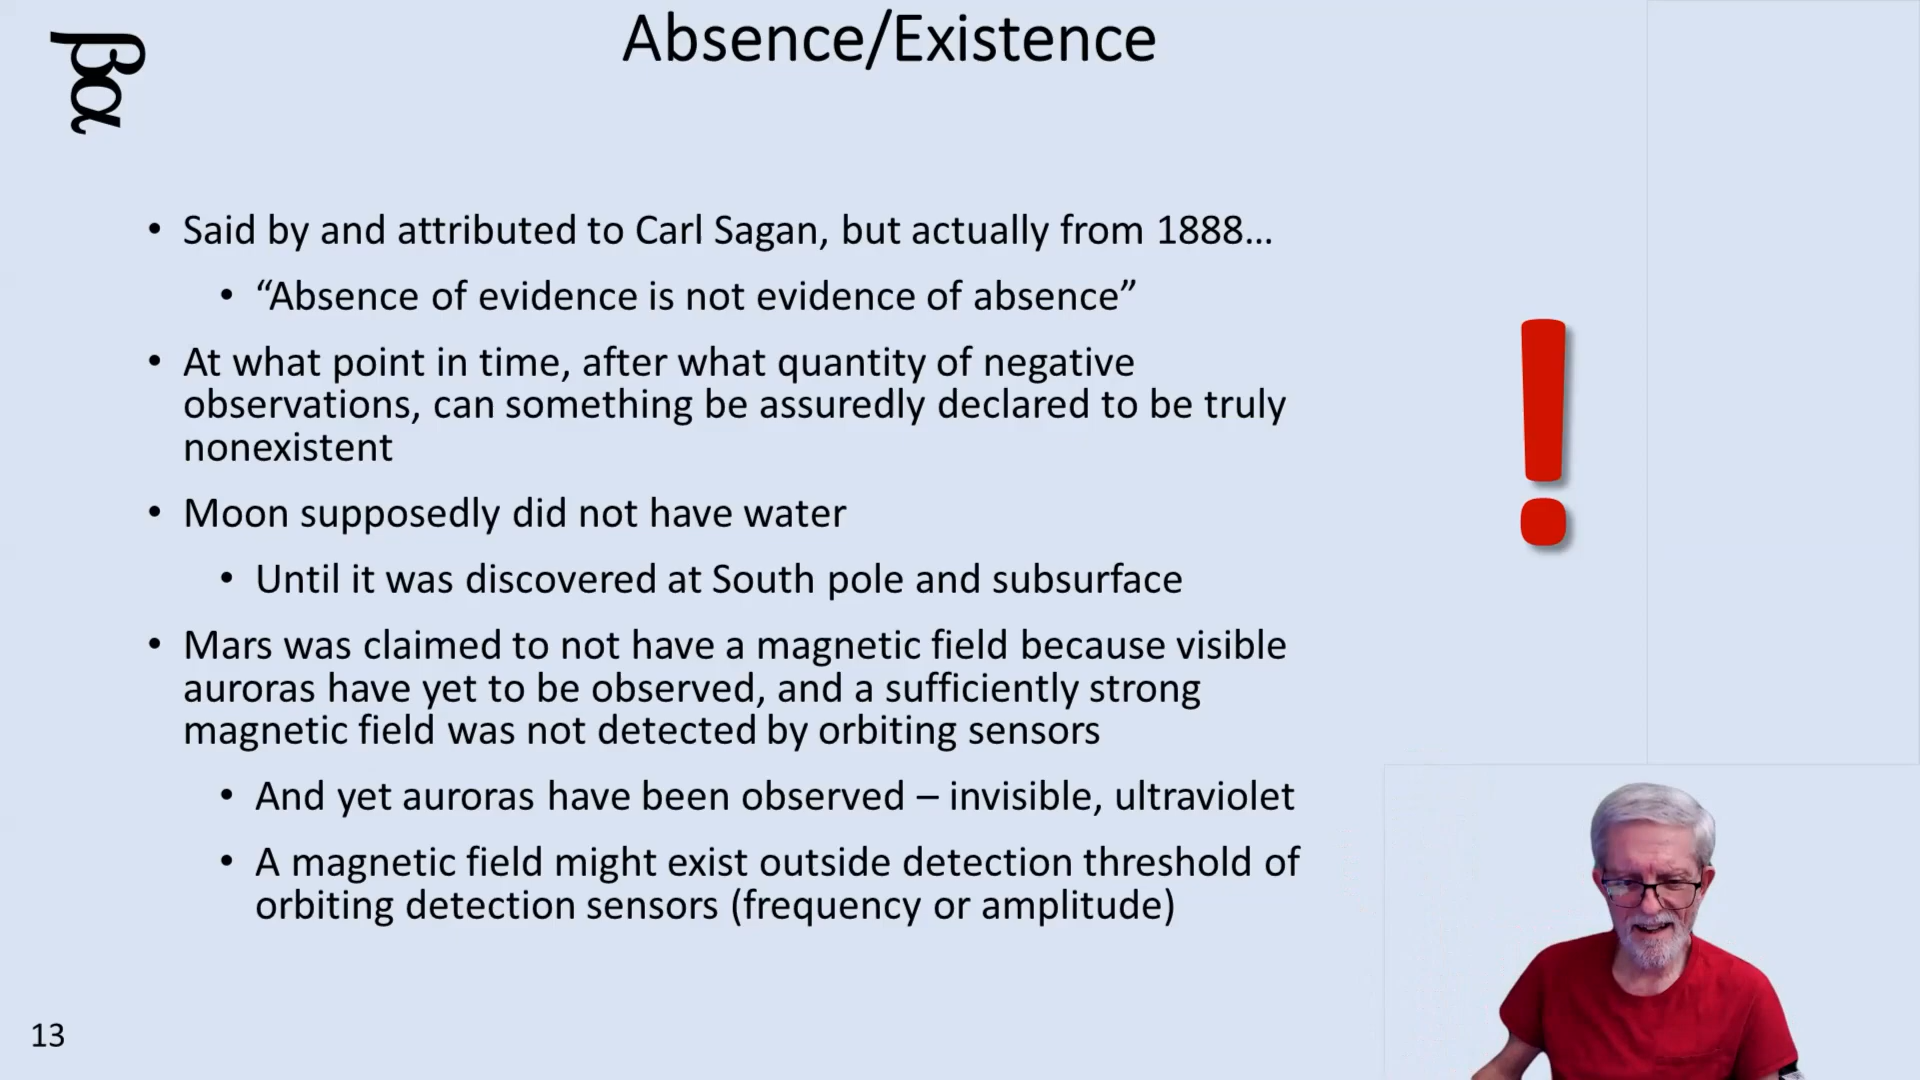 Absence/Existence
βα
• Said by and attributed to Carl Sagan, but actually from 1888…
• “Absence of evidence is not evidence of absence”
• At what point in time, after what quantity of negative
observations, can something be assuredly declared to be truly
nonexistent
• Moon supposedly did not have water
• Until it was discovered at South pole and subsurface
• Mars was claimed to not have a magnetic field because visible
auroras have yet to be observed, and a sufficiently strong
magnetic field was not detected by orbiting sensors
• And yet auroras have been observed – invisible, ultraviolet
• A magnetic field might exist outside detection threshold of
orbiting detection sensors (frequency or amplitude)
!
13